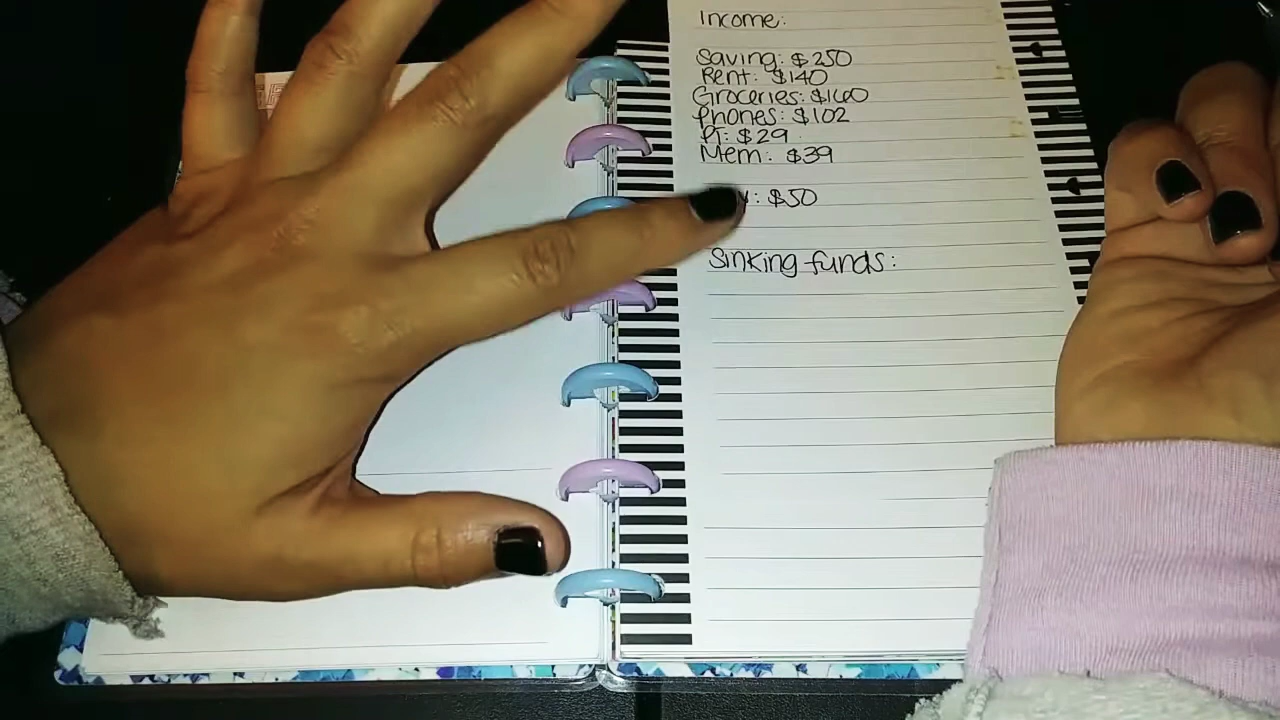 Income:
Saving: $250
Rent: $140
Groceries: $160
Phones: $102
PT: $29
Mem: $39
: $50
Sinking funds: